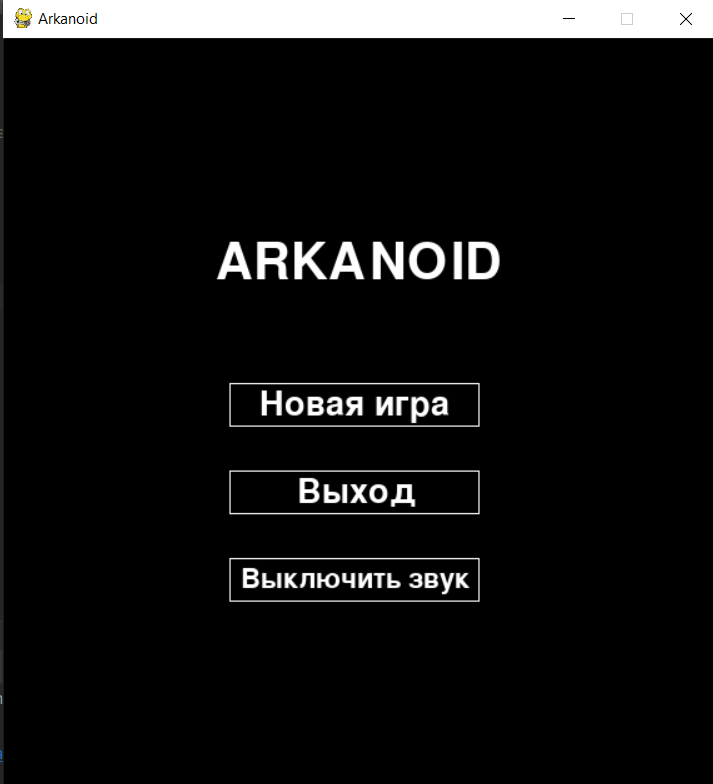 Arkanoid
ARKANOID
Новая игра
Выход
Выключить звук